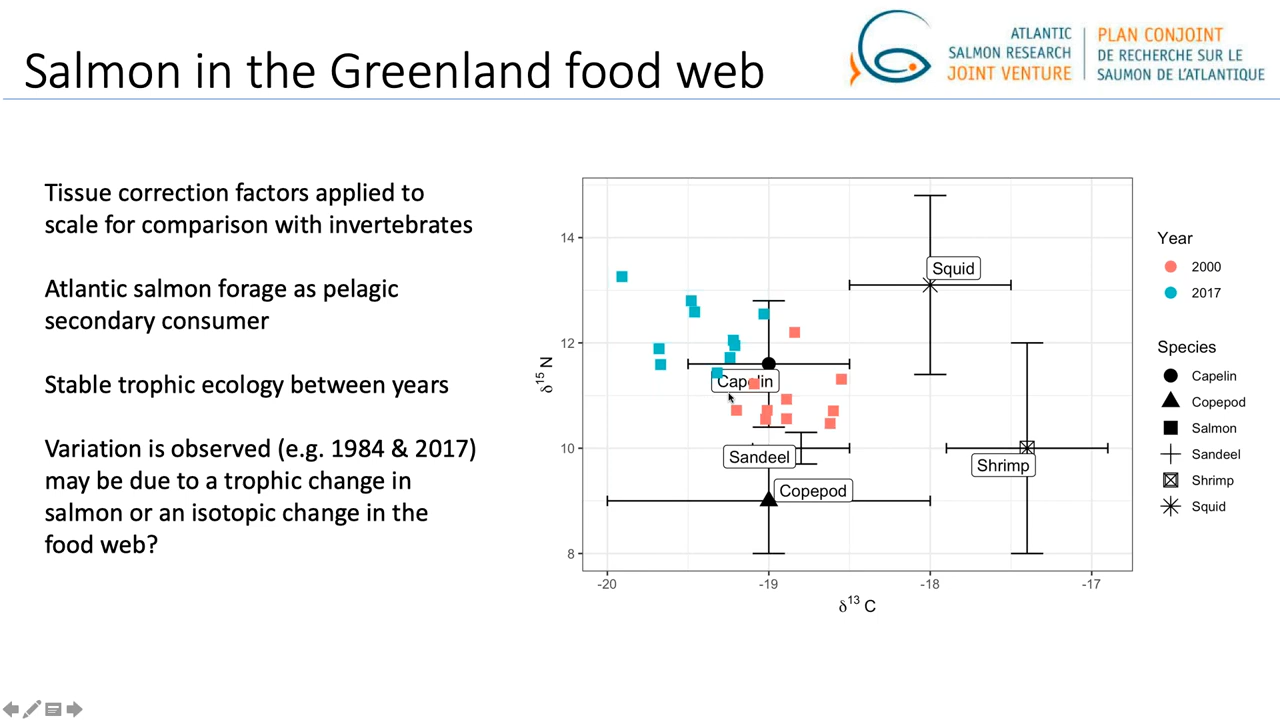 Salmon in the Greenland food web
ATLANTIC
SALMON RESEARCH
JOINT VENTURE
PLAN CONJOINT
DE RECHERCHE SUR LE
SAUMON DE L'ATLANTIQUE
Tissue correction factors applied to
scale for comparison with invertebrates
Atlantic salmon forage as pelagic
secondary consumer
Stable trophic ecology between years
Variation is observed (e.g. 1984 & 2017)
may be due to a trophic change in
salmon or an isotopic change in the
food web?
δ15 N
14
12
10
8
Squid
Capelin
Sandeel
Shrimp
Copepod
-20
-19
-18
-17
δ13 C
Year
2000
2017
Species
Capelin
Copepod
Salmon
Sandeel
Shrimp
Squid